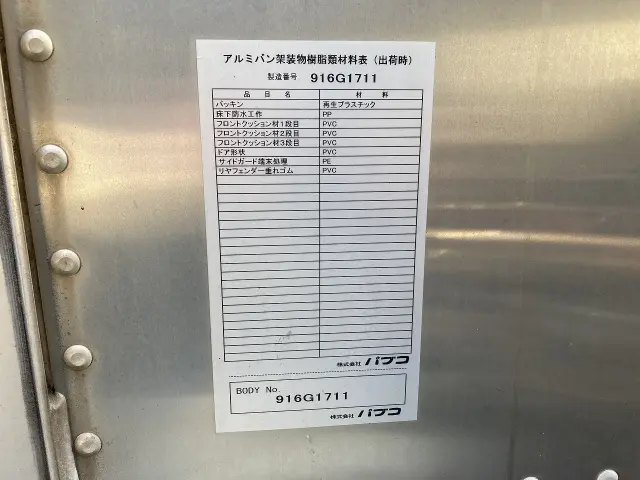 アルミバン架装物樹脂類材料表（出荷時）
製造番号 916G1711
品目名 材料
パッキン 再生プラスチック
床下防水工作 PP
フロントクッション材1段目 PVC
フロントクッション材2段目 PVC
フロントクッション材3段目 PVC
ドア形状 PVC
サイドガード端末処理 PE
リヤフェンダー垂れゴム PVC
株式会社 パブコ
BODY No.
916G1711
株式会社 パブコ